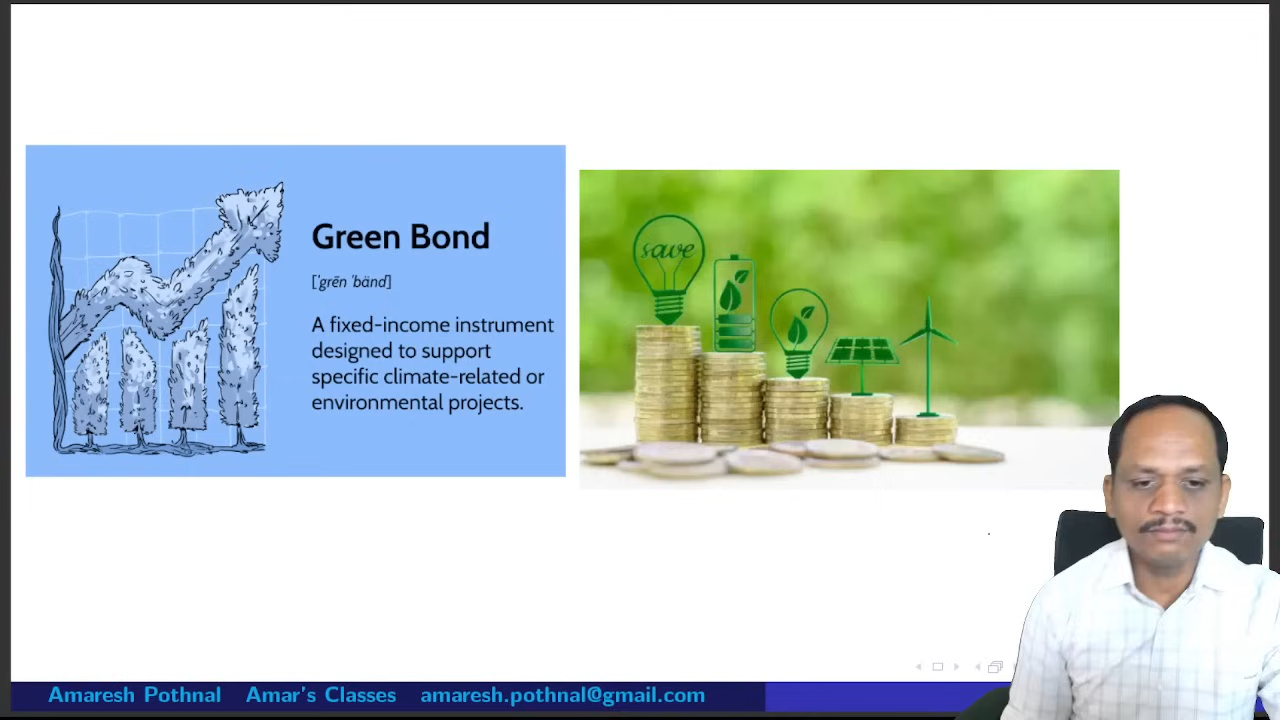 Green Bond
[ˈgrēn ˈbänd]
A fixed-income instrument
designed to support
specific climate-related or
environmental projects.
save
Amaresh Pothnal Amar's Classes amaresh.pothnal@gmail.com